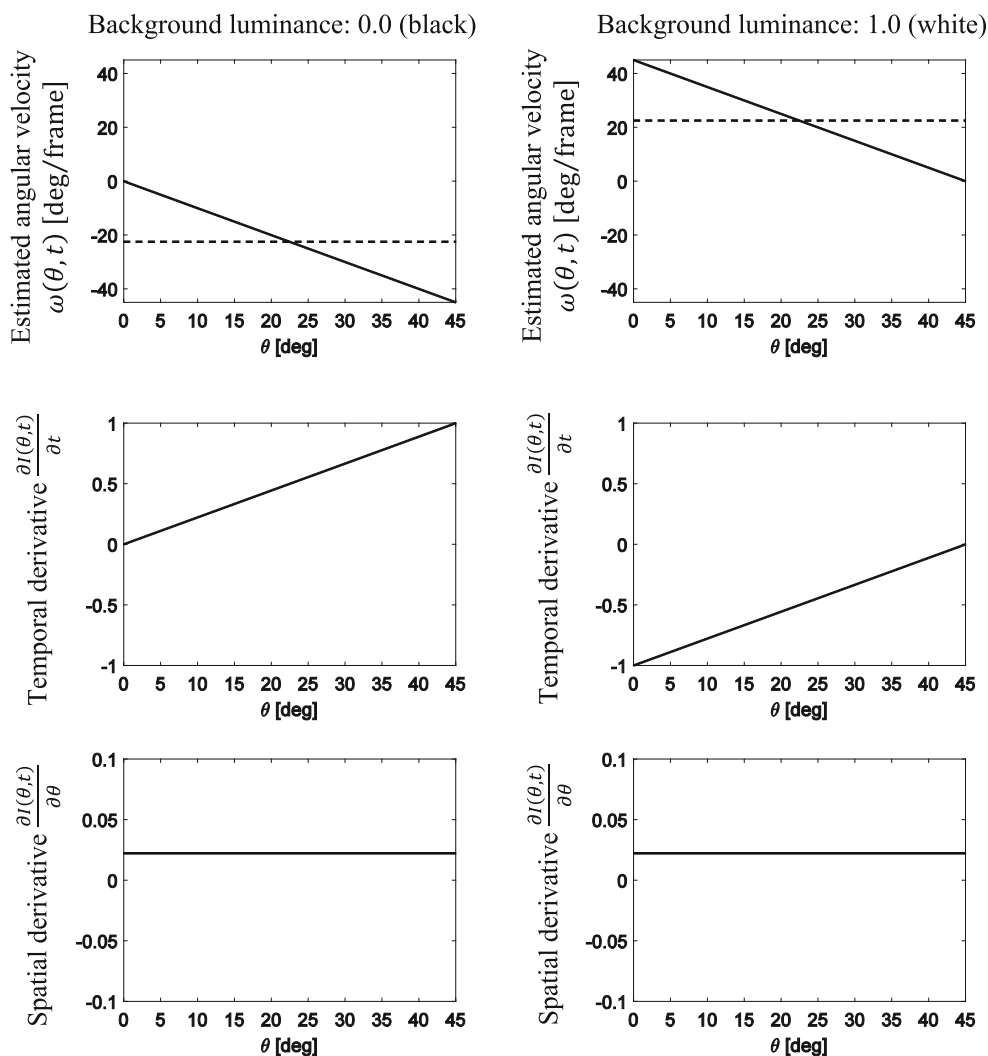 Background luminance: 0.0 (black)
Background luminance: 1.0 (white)
Estimated angular velocity
ω(θ, t) [deg/frame]
40
20
0
-20
-40
0 5 10 15 20 25 30 35 40 45
θ [deg]
Estimated angular velocity
ω(θ, t) [deg/frame]
40
20
0
-20
-40
0 5 10 15 20 25 30 35 40 45
θ [deg]
Temporal derivative ∂I(θ,t)/∂t
1
0.5
0
-0.5
-1
0 5 10 15 20 25 30 35 40 45
θ [deg]
Temporal derivative ∂I(θ,t)/∂t
1
0.5
0
-0.5
-1
0 5 10 15 20 25 30 35 40 45
θ [deg]
Spatial derivative ∂I(θ,t)/∂θ
0.1
0.05
0
-0.05
-0.1
0 5 10 15 20 25 30 35 40 45
θ [deg]
Spatial derivative ∂I(θ,t)/∂θ
0.1
0.05
0
-0.05
-0.1
0 5 10 15 20 25 30 35 40 45
θ [deg]